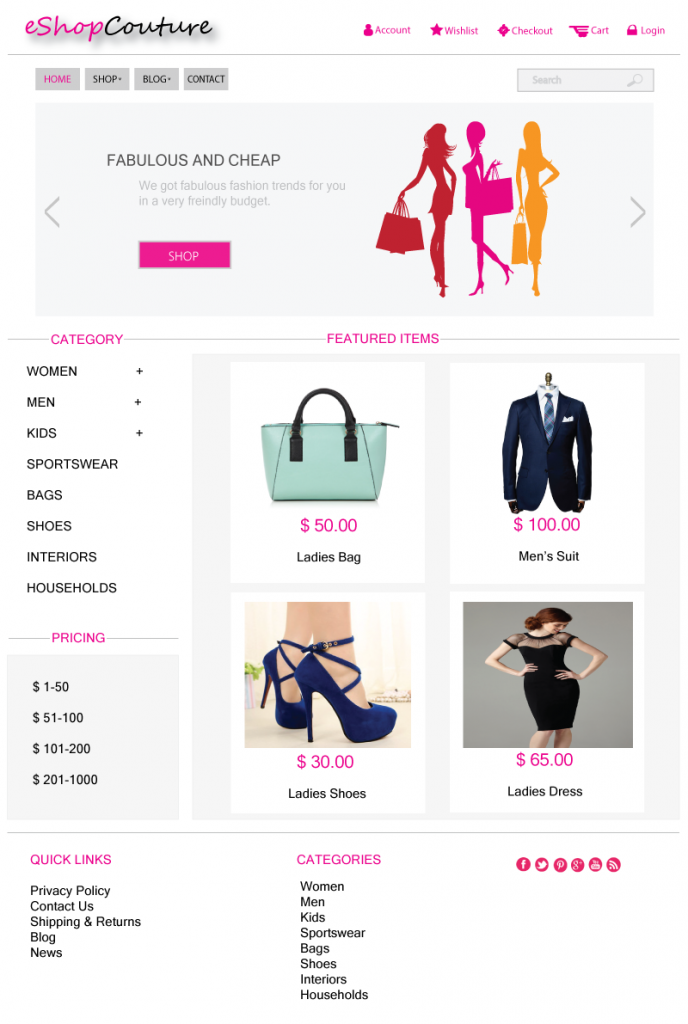 eShopCouture
Account Wishlist Checkout Cart Login
HOME SHOP BLOG CONTACT
Search
FABULOUS AND CHEAP
We got fabulous fashion trends for you
in a very freindly budget.
SHOP
CATEGORY
FEATURED ITEMS
WOMEN +
MEN +
KIDS +
SPORTSWEAR
BAGS
SHOES
INTERIORS
HOUSEHOLDS
PRICING
$ 1-50
$ 51-100
$ 101-200
$ 201-1000
$ 50.00
Ladies Bag
$ 100.00
Men's Suit
$ 30.00
Ladies Shoes
$ 65.00
Ladies Dress
QUICK LINKS
Privacy Policy
Contact Us
Shipping & Returns
Blog
News
CATEGORIES
Women
Men
Kids
Sportswear
Bags
Shoes
Interiors
Households